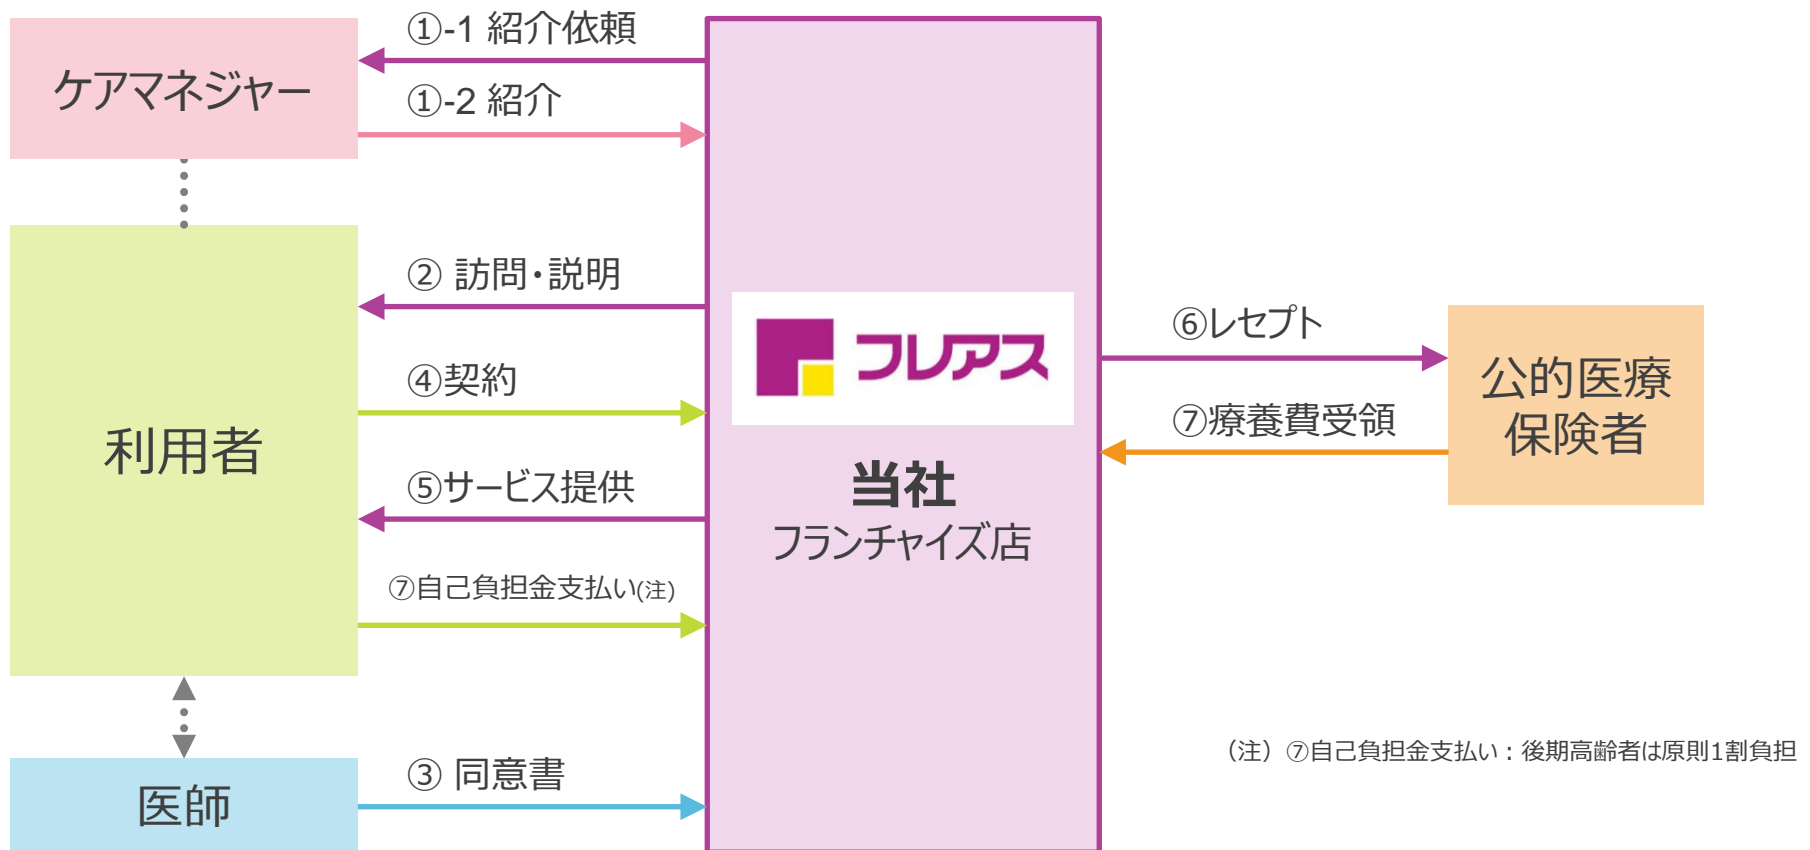 ケアマネジャー
①-1 紹介依頼
①-2 紹介
利用者
② 訪問・説明
④契約
⑤サービス提供
⑦自己負担金支払い(注)
医師
③ 同意書
フレアス
当社
フランチャイズ店
⑥レセプト
⑦療養費受領
公的医療
保険者
（注）⑦自己負担金支払い：後期高齢者は原則1割負担